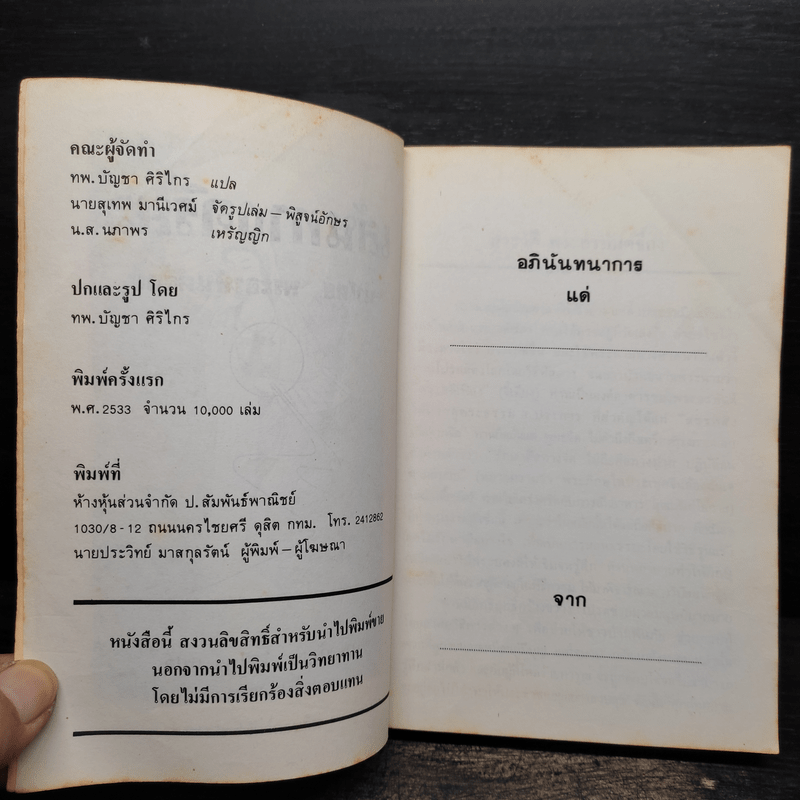 คณะผู้จัดทำ
ทพ.บัญชา ศิริไกร แปล
นายสุเทพ มานีเวศม์ จัดรูปเล่ม – พิสูจน์อักษร
น.ส.นภาพร เหรัญญิก
ปกและรูป โดย
ทพ.บัญชา ศิริไกร
พิมพ์ครั้งแรก
พ.ศ.2533 จำนวน 10,000 เล่ม
พิมพ์ที่
ห้างหุ้นส่วนจำกัด ป.สัมพันธ์พาณิชย์
1030/8 - 12 ถนนนครไชยศรี ดุสิต กทม. โทร. 2412862
นายประวิทย์ มาสกุลรัตน์ ผู้พิมพ์ – ผู้โฆษณา
หนังสือนี้ สงวนลิขสิทธิ์สำหรับนำไปพิมพ์ขาย
นอกจากนำไปพิมพ์เป็นวิทยาทาน
โดยไม่มีการเรียกร้องสิ่งตอบแทน
อภินันทนาการ
แด่
จาก